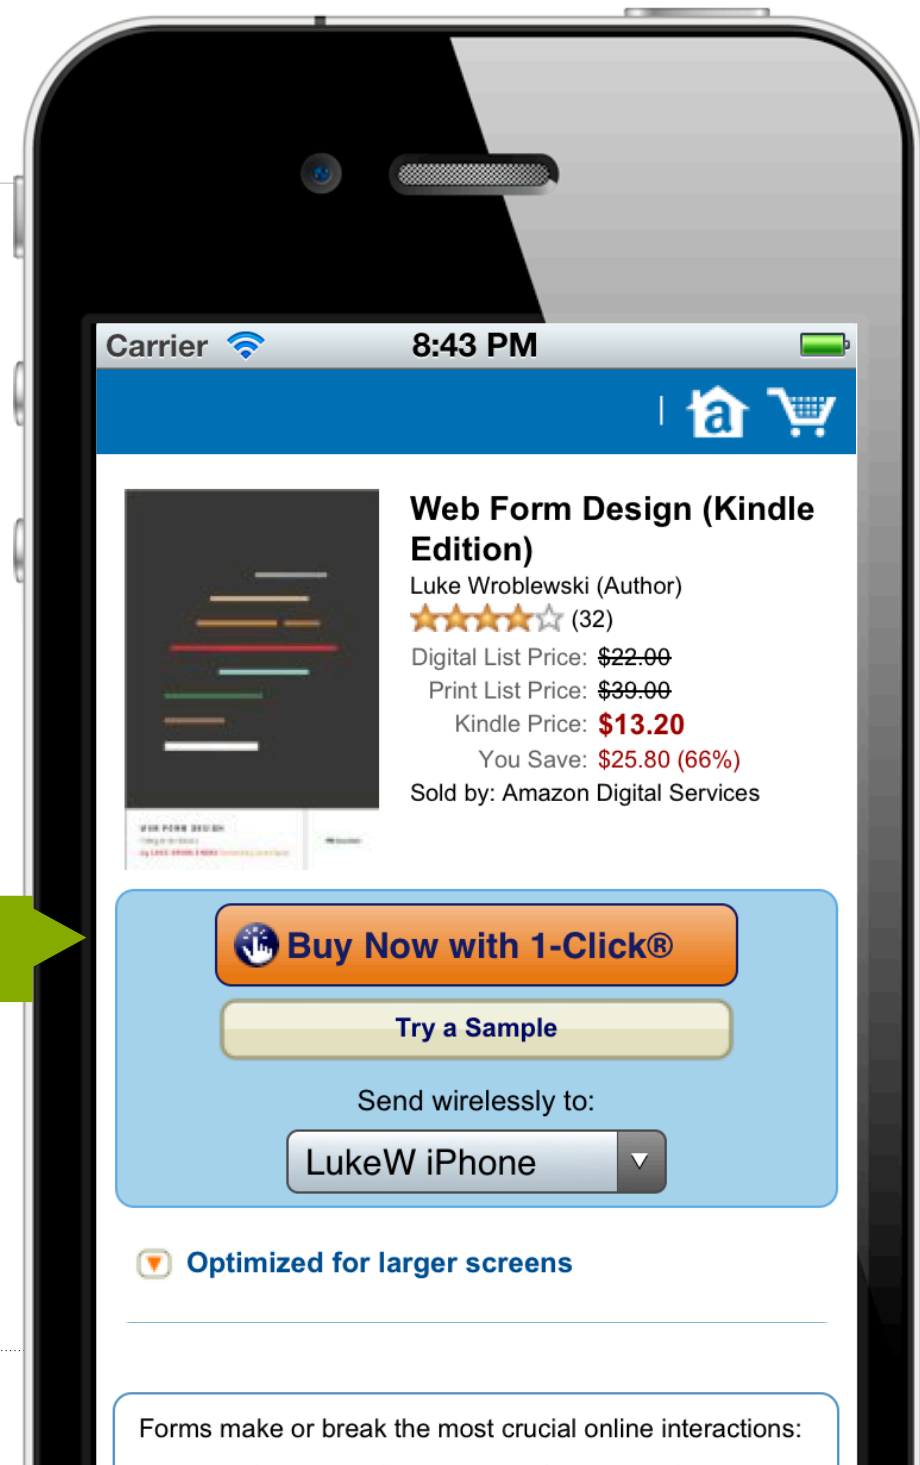 Carrier 8:43 PM
a
Web Form Design (Kindle
Edition)
Luke Wroblewski (Author)
(32)
Digital List Price: $22.00
Print List Price: $39.00
Kindle Price: $13.20
You Save: $25.80 (66%)
Sold by: Amazon Digital Services
WEB FORM DESIGN
Buy Now with 1-Click®
Try a Sample
Send wirelessly to:
LukeW iPhone
Optimized for larger screens
Forms make or break the most crucial online interactions: